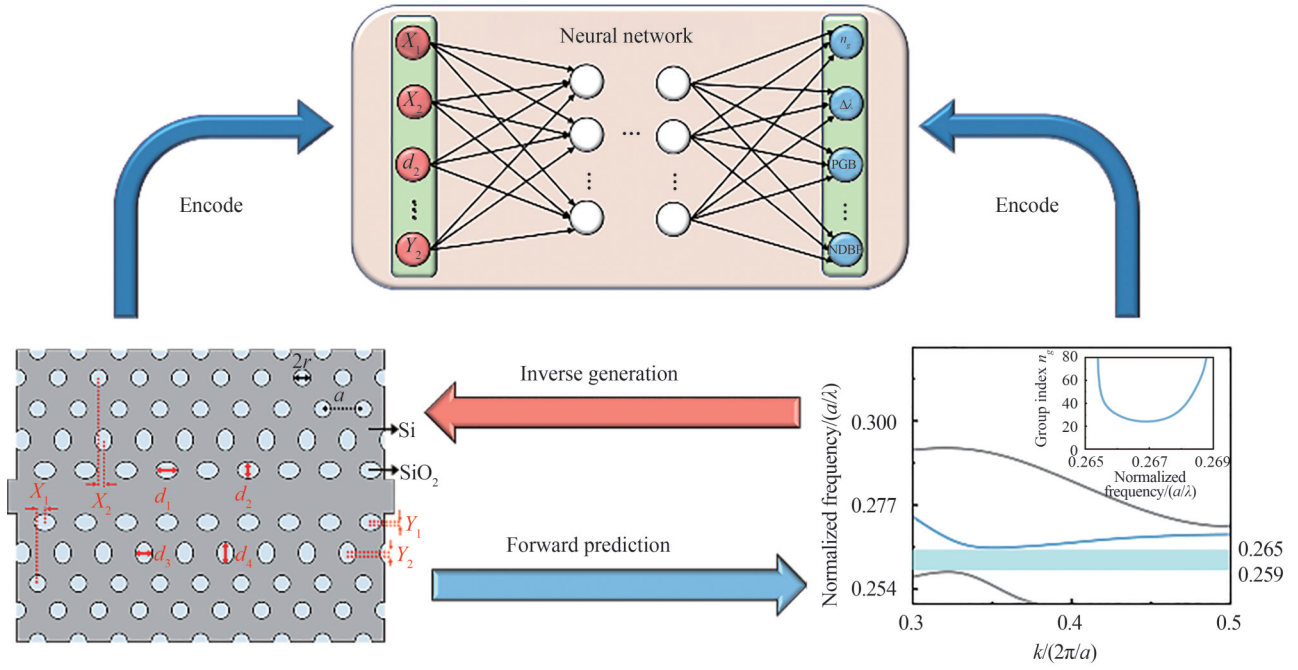 Neural network
X₁
X₂
d₂
⋮
Y₂
...
⋮
⋮
n_g
Δλ
PGB
⋮
NDBP
Encode
Encode
2r
a
Si
SiO₂
X₁
X₂
d₁
d₂
Y₁
d₃
d₄
Y₂
Inverse generation
Forward prediction
Normalized frequency/(a/λ)
0.300
0.277
0.254
0.3
0.4
0.5
k/(2π/a)
0.265
0.259
Group index n_g
80
60
40
20
0
0.265
0.267
0.269
Normalized
frequency/(a/λ)